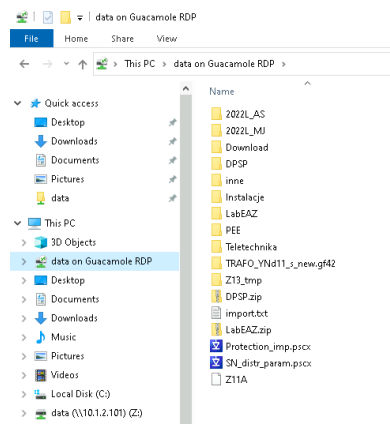 data on Guacamole RDP
File Home Share View
This PC data on Guacamole RDP
Quick access
Desktop
Downloads
Documents
Pictures
data
This PC
3D Objects
data on Guacamole RDP
Desktop
Documents
Downloads
Music
Pictures
Videos
Local Disk (C:)
data (\\10.1.2.101) (Z:)
Name
2022L_AS
2022L_MJ
Download
DPSP
inne
Instalacje
LabEAZ
PEE
Teletechnika
TRAFO_YNd11_s_new.gf42
Z13_tmp
DPSP.zip
import.txt
LabEAZ.zip
Protection_imp.pscx
SN_distr_param.pscx
Z11A